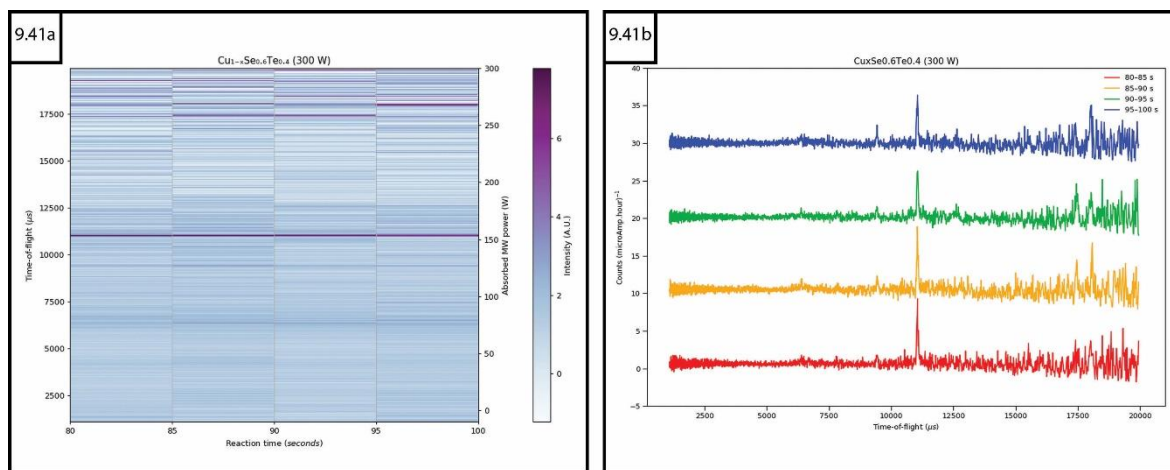 9.41a
Cu₁₋ₓSe₀.₆Te₀.₄ (300 W)
17500
15000
12500
10000
7500
5000
2500
Time-of-flight (μs)
80
85
90
95
100
Reaction time (seconds)
300
250
200
150
100
50
0
Absorbed MW power (W)
6
4
2
0
Intensity (A.U.)
9.41b
CuxSe0.6Te0.4 (300 W)
40
35
30
25
20
15
10
5
0
−5
Counts (microAmp hour)⁻¹
80–85 s
85–90 s
90–95 s
95–100 s
2500
5000
7500
10000
12500
15000
17500
20000
Time-of-flight (μs)